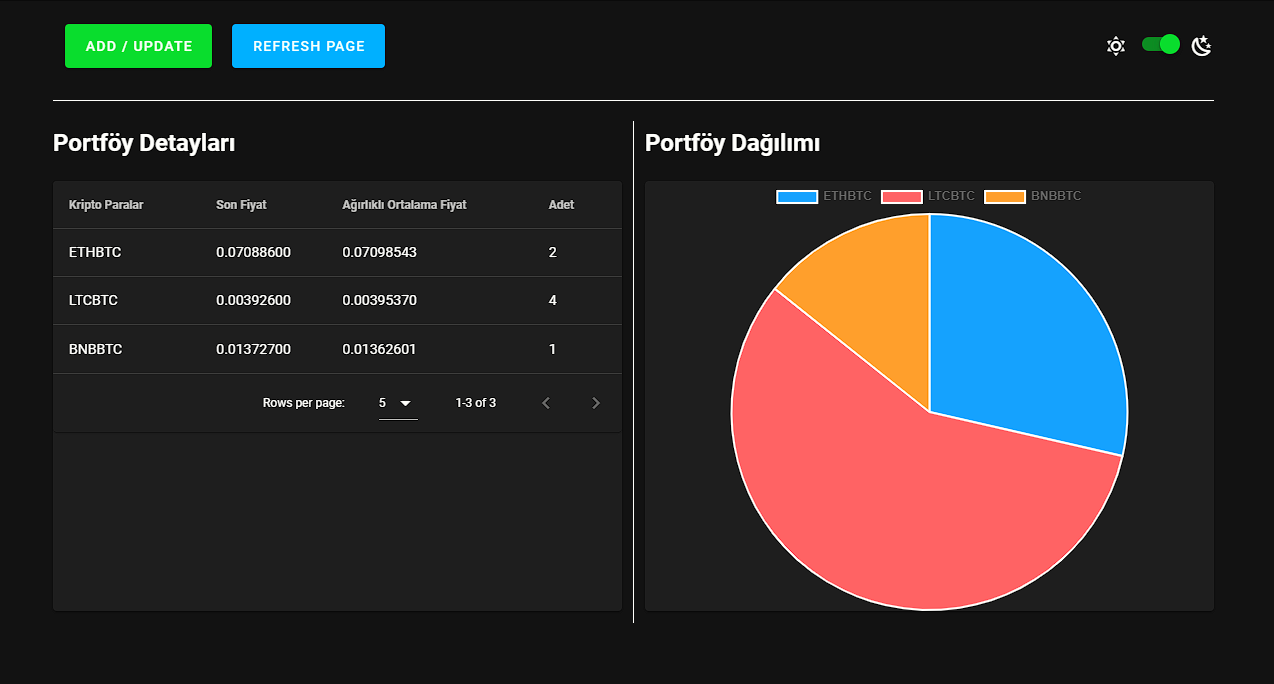 ADD / UPDATE REFRESH PAGE
Portföy Detayları
Kripto Paralar Son Fiyat Ağırlıklı Ortalama Fiyat Adet
ETHBTC 0.07088600 0.07098543 2
LTCBTC 0.00392600 0.00395370 4
BNBBTC 0.01372700 0.01362601 1
Rows per page: 5 1-3 of 3
Portföy Dağılımı
ETHBTC LTCBTC BNBBTC